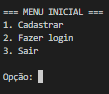 === MENU INICIAL ===
1. Cadastrar
2. Fazer login
3. Sair
Opção: